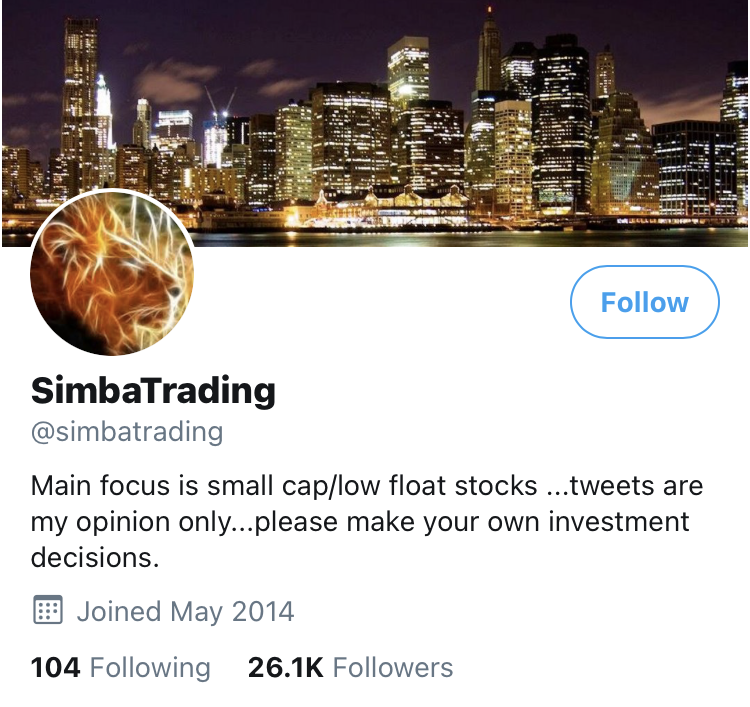 Follow
SimbaTrading
@simbatrading
Main focus is small cap/low float stocks ...tweets are
my opinion only...please make your own investment
decisions.
Joined May 2014
104 Following 26.1K Followers